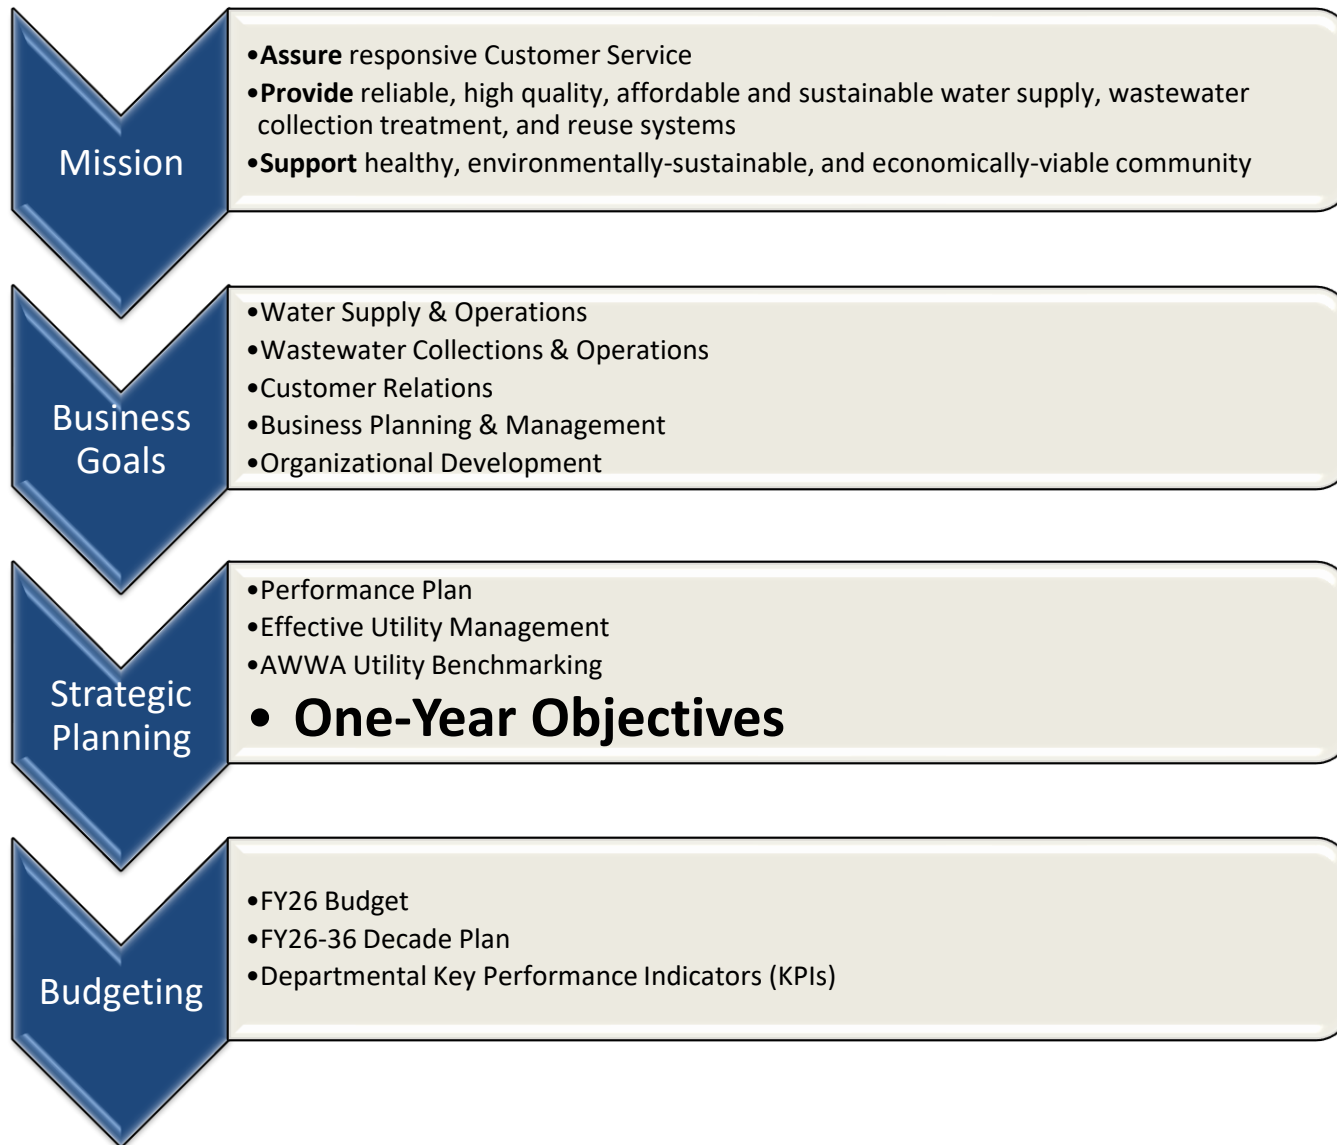 Mission
•Assure responsive Customer Service
•Provide reliable, high quality, affordable and sustainable water supply, wastewater
collection treatment, and reuse systems
•Support healthy, environmentally-sustainable, and economically-viable community
Business
Goals
•Water Supply & Operations
•Wastewater Collections & Operations
•Customer Relations
•Business Planning & Management
•Organizational Development
Strategic
Planning
•Performance Plan
•Effective Utility Management
•AWWA Utility Benchmarking
• One-Year Objectives
Budgeting
•FY26 Budget
•FY26-36 Decade Plan
•Departmental Key Performance Indicators (KPIs)